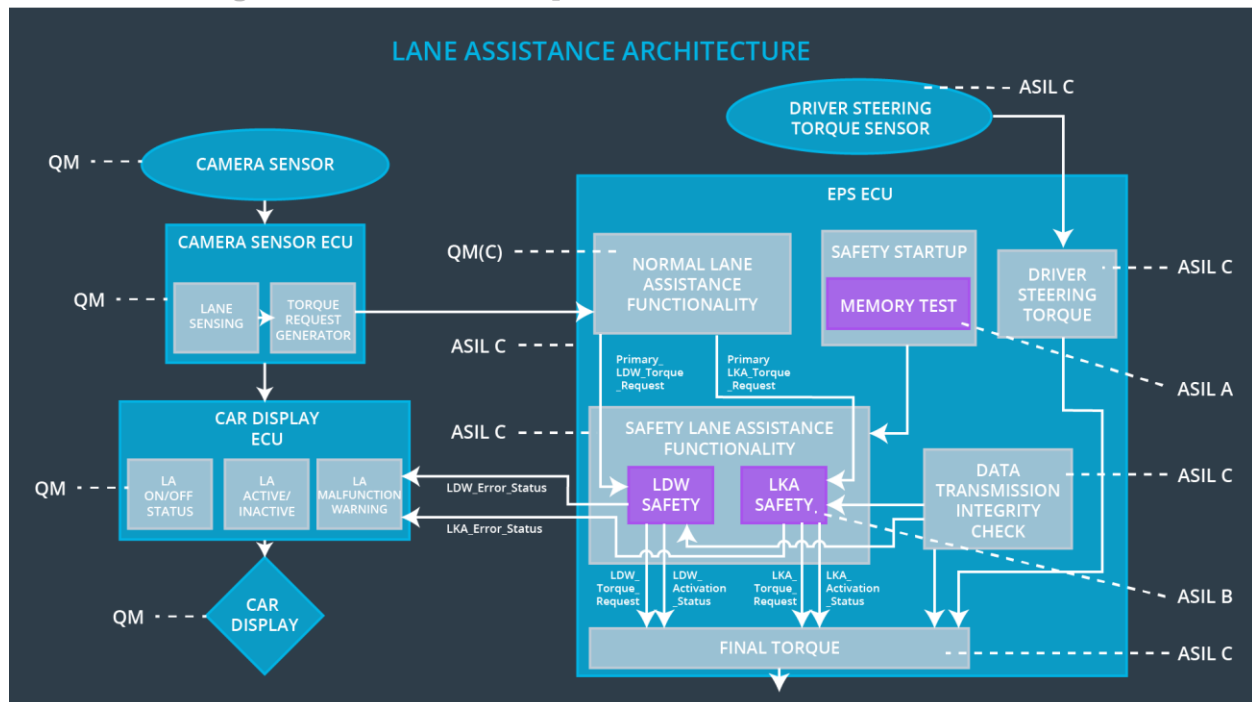 LANE ASSISTANCE ARCHITECTURE
ASIL C
DRIVER STEERING
TORQUE SENSOR
QM
CAMERA SENSOR
EPS ECU
CAMERA SENSOR ECU
QM(C)
NORMAL LANE
ASSISTANCE
FUNCTIONALITY
SAFETY STARTUP
MEMORY TEST
DRIVER
STEERING
TORQUE
ASIL C
QM
LANE
SENSING
TORQUE
REQUEST
GENERATOR
ASIL C
Primary_
LDW_Torque
_Request
Primary
LKA_Torque
_Request
ASIL A
CAR DISPLAY
ECU
ASIL C
SAFETY LANE ASSISTANCE
FUNCTIONALITY
QM
LA
ON/OFF
STATUS
LA
ACTIVE/
INACTIVE
LA
MALFUNCTION
WARNING
LDW_Error_Status
LKA_Error_Status
LDW
SAFETY
LKA
SAFETY
DATA
TRANSMISSION
INTEGRITY
CHECK
ASIL C
LDW_
Torque_
Request
LDW_
Activation
_Status
LKA_
Torque_
Request
LKA_
Activation
_Status
ASIL B
QM
CAR
DISPLAY
FINAL TORQUE
ASIL C